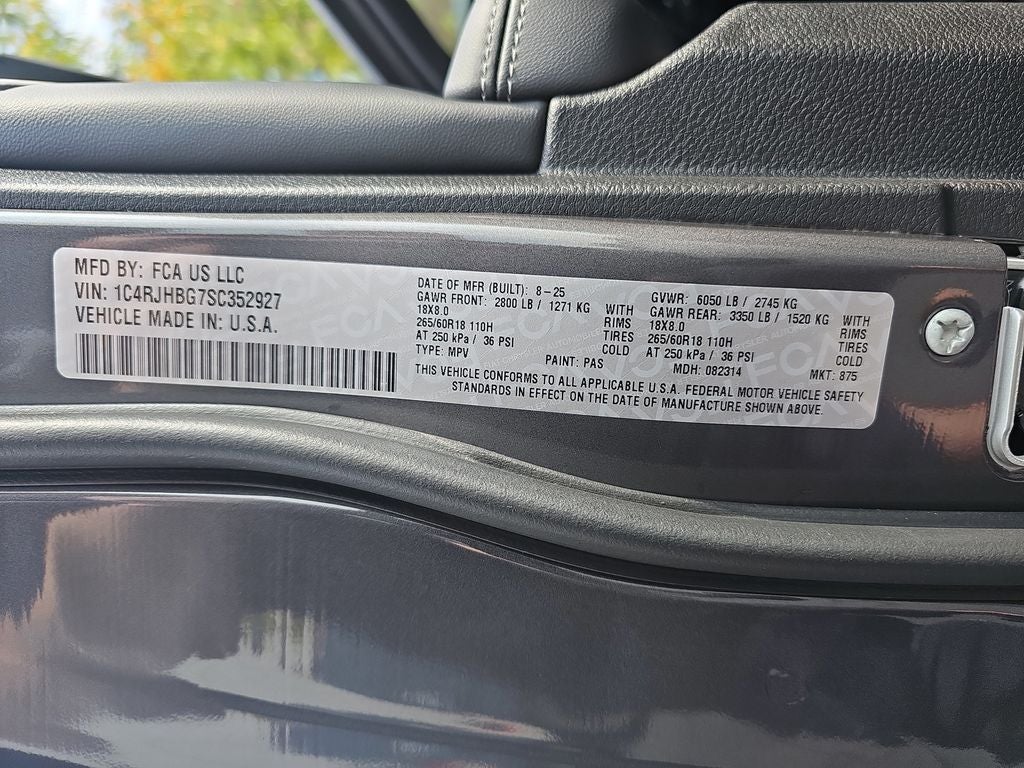 MFD BY: FCA US LLC
VIN: 1C4RJHBG7SC352927
VEHICLE MADE IN: U.S.A.
DATE OF MFR (BUILT): 8-25
GAWR FRONT: 2800 LB / 1271 KG WITH
18X8.0 RIMS
265/60R18 110H TIRES
AT 250 kPa / 36 PSI COLD
TYPE: MPV
PAINT: PAS
GVWR: 6050 LB / 2745 KG
GAWR REAR: 3350 LB / 1520 KG WITH
18X8.0 RIMS
265/60R18 110H TIRES
AT 250 kPa / 36 PSI COLD
MDH: 082314 MKT: 875
THIS VEHICLE CONFORMS TO ALL APPLICABLE U.S.A. FEDERAL MOTOR VEHICLE SAFETY
STANDARDS IN EFFECT ON THE DATE OF MANUFACTURE SHOWN ABOVE.